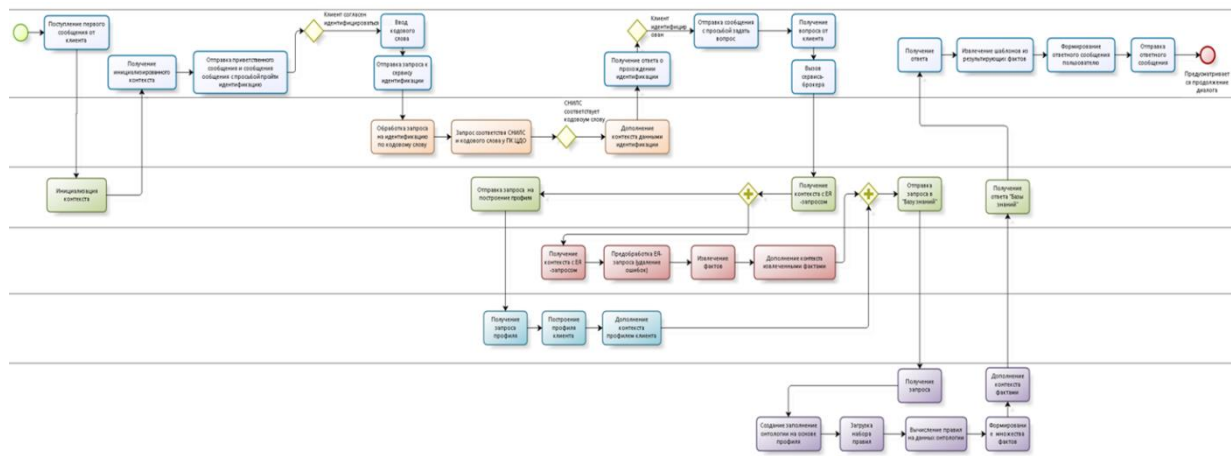 Поступление первого
сообщения от
клиента
Получение
инициализированного
контекста
Отправка приветственного
сообщения и сообщения
сообщения с просьбой пройти
идентификацию
Клиент согласен
идентифицироваться
Ввод
кодового
слова
Отправка запроса к
сервису
идентификации
Клиент
идентифицир
ован
Получение ответа о
прохождении
идентификации
Отправка сообщения
с просьбой задать
вопрос
Получение
вопроса от
клиента
Вызов
сервиса-
брокера
Получение
ответа
Извлечение шаблонов из
результирующих фактов
Формирование
ответного сообщения
пользователю
Отправка
ответного
сообщения
Предусматривает
ся продолжение
диалога
Обработка запроса
на идентификацию
по кодовому слову
Запрос соответствия СНИЛС
и кодового слова у ПК ЦДО
СНИЛС
соответствует
кодовому слову
Дополнение
контекста данными
идентификации
Инициализация
контекста
Отправка запроса на
построение профиля
Получение
контекста с ЕЯ
-запросом
Отправка
запроса в
"Базу знаний"
Получение
ответа "Базы
знаний"
Получение
контекста с ЕЯ
-запросом
Предобработка ЕЯ-
запроса (удаление
ошибок)
Извлечение
фактов
Дополнение контекста
извлеченными фактами
Получение
запроса
профиля
Построение
профиля
клиента
Дополнение
контекста
профилем клиента
Получение
запроса
Дополнение
контекста
фактами
Создание заполнение
онтологии на основе
профиля
Загрузка
набора
правил
Вычисление правил
на данных онтологии
Формировани
е множества
фактов